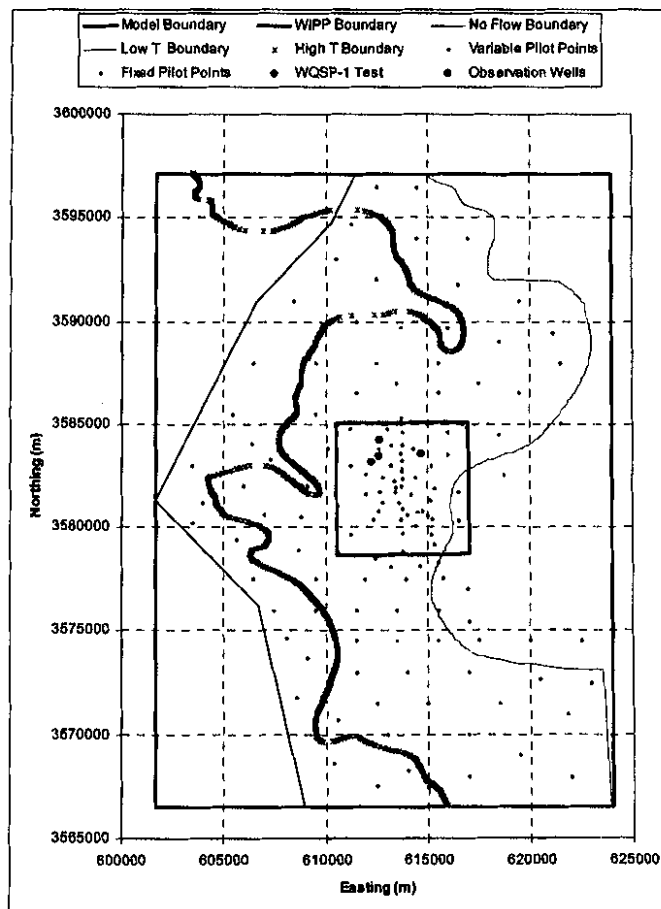 Model Boundary WIPP Boundary No Flow Boundary
Low T Boundary High T Boundary Variable Pilot Points
Fixed Pilot Points WQSP-1 Test Observation Wells
3600000
3595000
3590000
3585000
3580000
3575000
3570000
3565000
Northing (m)
600000 605000 610000 615000 620000 625000
Easting (m)